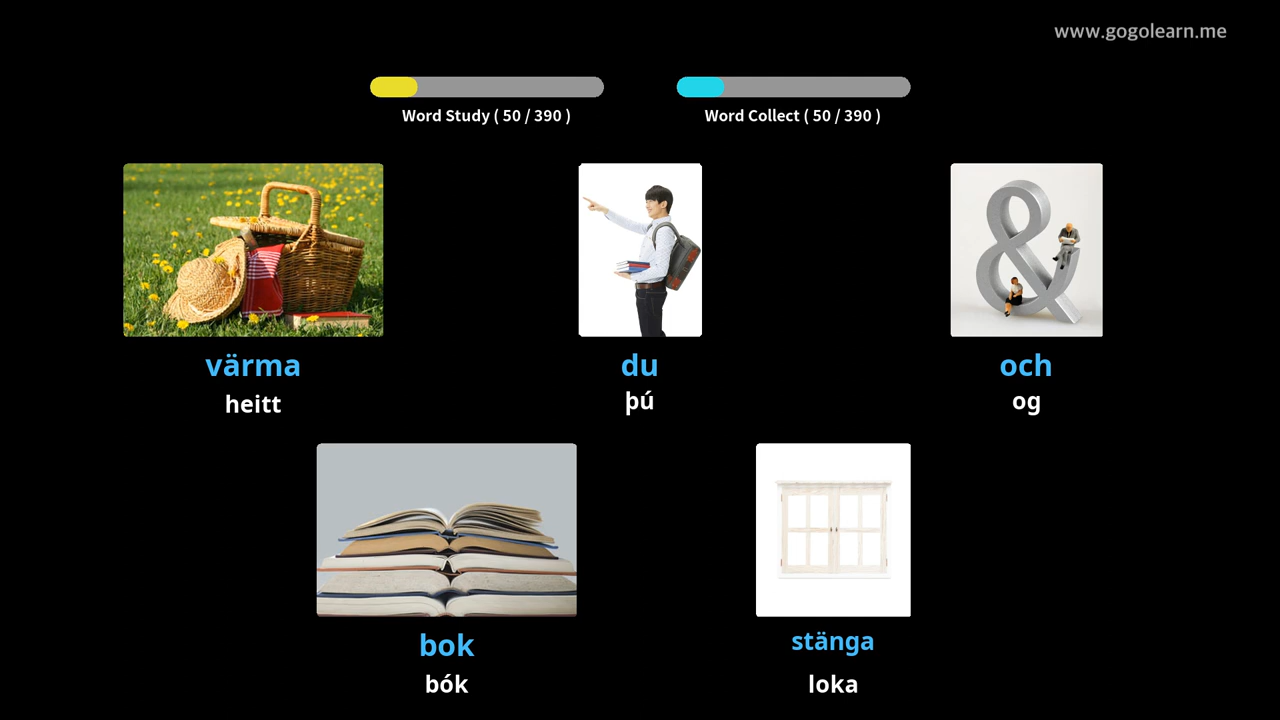 www.gogolearn.me
Word Study ( 50 / 390 )
Word Collect ( 50 / 390 )
värma
heitt
du
þú
och
og
bok
bók
stänga
loka